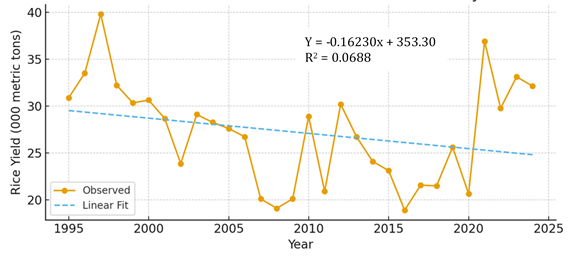 40
35
30
25
20
Rice Yield (000 metric tons)
Y = -0.16230x + 353.30
R² = 0.0688
Observed
Linear Fit
1995 2000 2005 2010 2015 2020 2025
Year